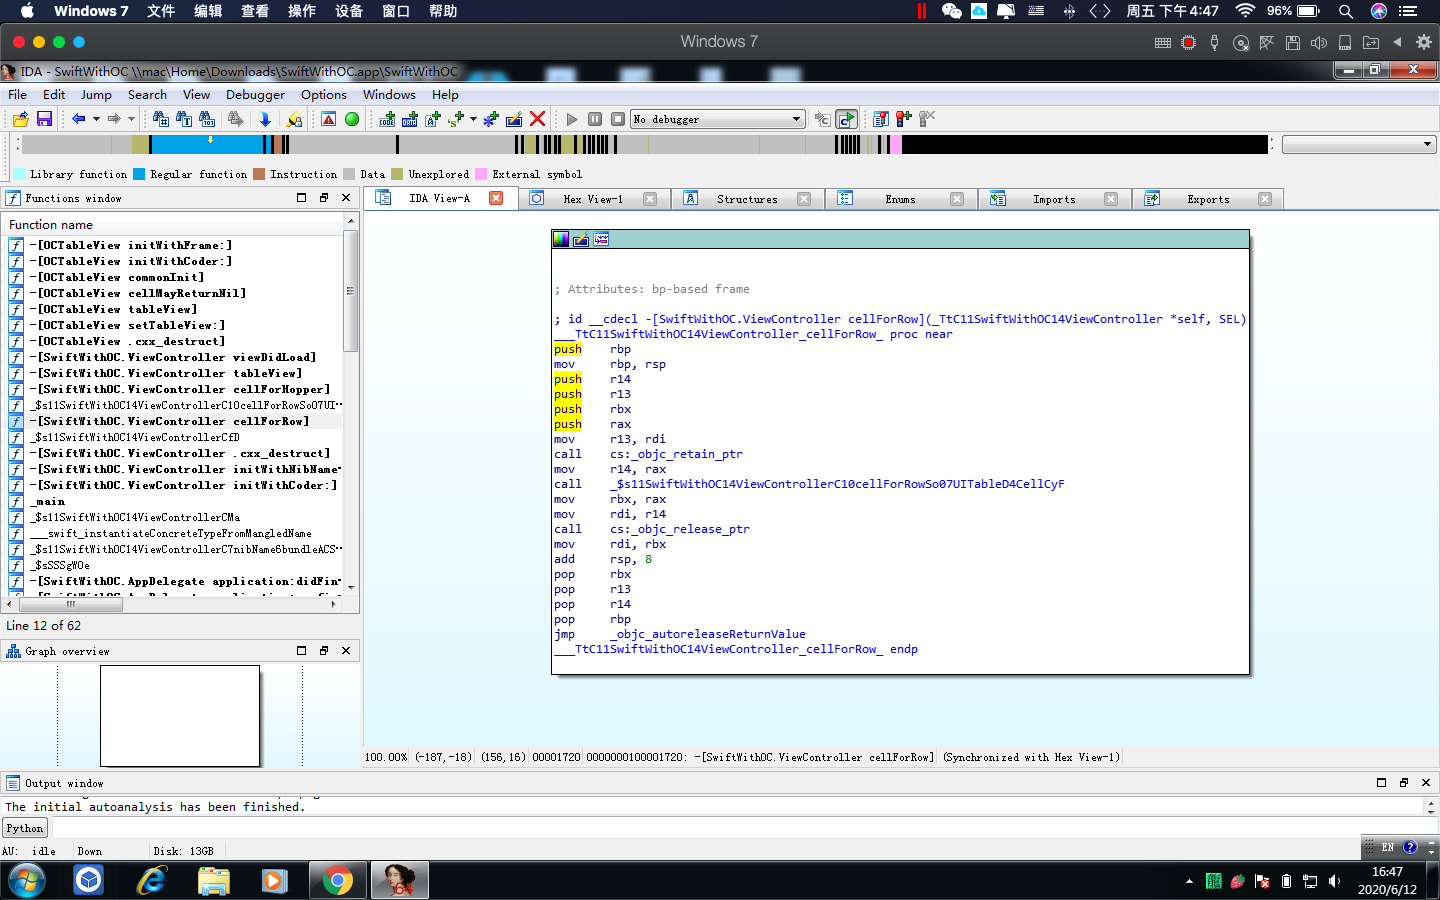 Windows 7 文件 编辑 查看 操作 设备 窗口 帮助 周五 下午4:47 96%
Windows 7
IDA - SwiftWithOC \\mac\Home\Downloads\SwiftWithOC.app\SwiftWithOC
File Edit Jump Search View Debugger Options Windows Help
No debugger
Library function Regular function Instruction Data Unexplored External symbol
Functions window
IDA View-A Hex View-1 Structures Enums Imports Exports
Function name
-[OCTableView initWithFrame:]
-[OCTableView initWithCoder:]
-[OCTableView commonInit]
-[OCTableView cellMayReturnNil]
-[OCTableView tableView]
-[OCTableView setTableView:]
-[OCTableView .cxx_destruct]
-[SwiftWithOC.ViewController viewDidLoad]
-[SwiftWithOC.ViewController tableView]
-[SwiftWithOC.ViewController cellForHopper]
_$s11SwiftWithOC14ViewControllerC10cellForRowSo07UI…
-[SwiftWithOC.ViewController cellForRow]
_$s11SwiftWithOC14ViewControllerCfD
-[SwiftWithOC.ViewController .cxx_destruct]
-[SwiftWithOC.ViewController initWithNibName…
-[SwiftWithOC.ViewController initWithCoder:]
_main
_$s11SwiftWithOC14ViewControllerCMa
___swift_instantiateConcreteTypeFromMangledName
_$s11SwiftWithOC14ViewControllerC7nibName6bundleACS…
_$sSSSgWOe
-[SwiftWithOC.AppDelegate application:didFin…
Line 12 of 62
Graph overview
; Attributes: bp-based frame
; id __cdecl -[SwiftWithOC.ViewController cellForRow](_TtC11SwiftWithOC14ViewController *self, SEL)
___TtC11SwiftWithOC14ViewController_cellForRow_ proc near
push rbp
mov rbp, rsp
push r14
push r13
push rbx
push rax
mov r13, rdi
call cs:_objc_retain_ptr
mov r14, rax
call _$s11SwiftWithOC14ViewControllerC10cellForRowSo07UITableD4CellCyF
mov rbx, rax
mov rdi, r14
call cs:_objc_release_ptr
mov rdi, rbx
add rsp, 8
pop rbx
pop r13
pop r14
pop rbp
jmp _objc_autoreleaseReturnValue
___TtC11SwiftWithOC14ViewController_cellForRow_ endp
100.00% (-187,-18) (156,16) 00001720 0000000100001720: -[SwiftWithOC.ViewController cellForRow] (Synchronized with Hex View-1)
Output window
The initial autoanalysis has been finished.
Python
AU: idle Down Disk: 13GB
EN
64
16:47
2020/6/12